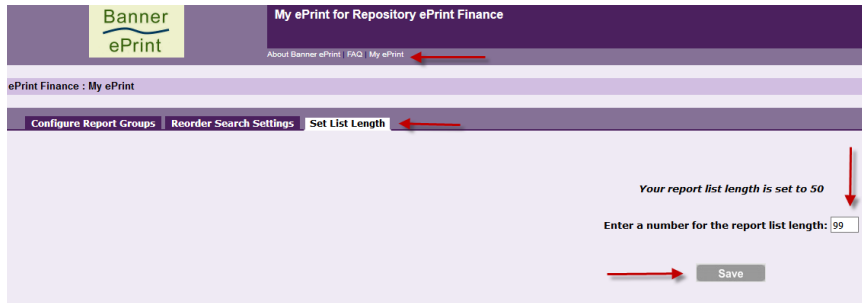 Banner
ePrint
My ePrint for Repository ePrint Finance
About Banner ePrint | FAQ | My ePrint
ePrint Finance : My ePrint
Configure Report Groups Reorder Search Settings Set List Length
Your report list length is set to 50
Enter a number for the report list length: 99
Save